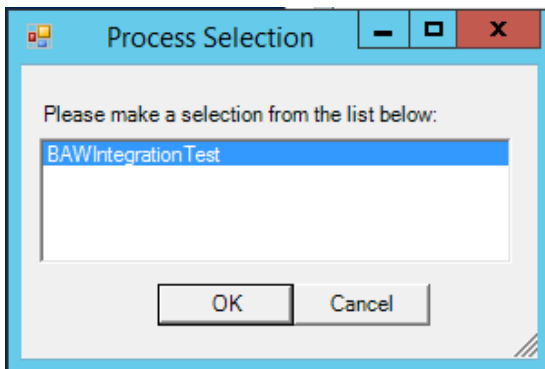 Process Selection
Please make a selection from the list below:
BAWIntegrationTest
OK Cancel